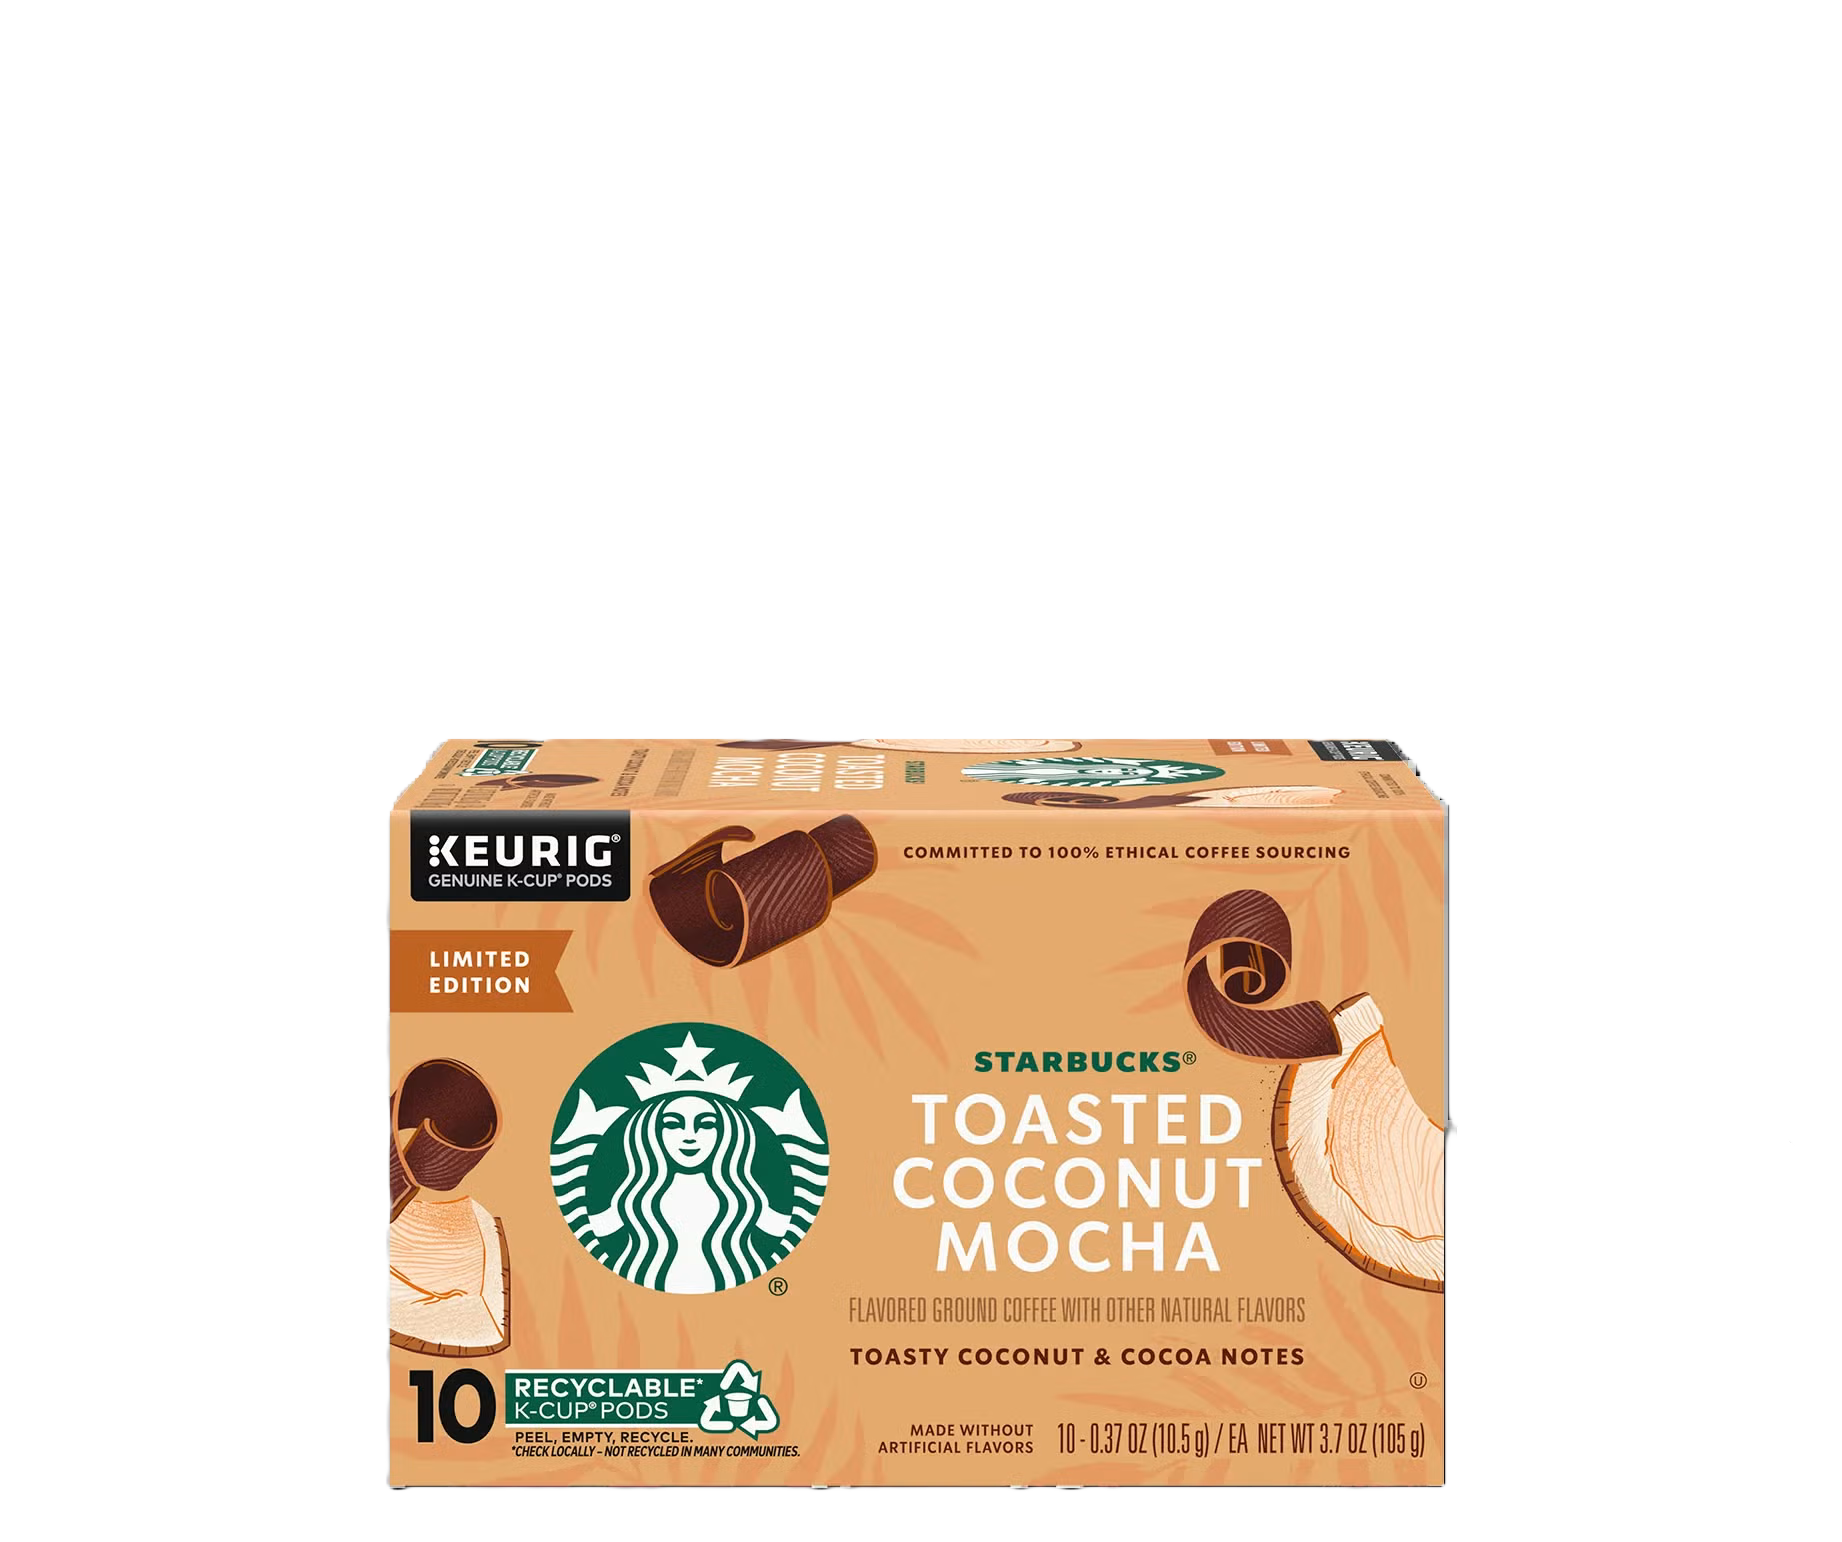 KEURIG®
GENUINE K-CUP® PODS
COMMITTED TO 100% ETHICAL COFFEE SOURCING
LIMITED
EDITION
STARBUCKS®
TOASTED
COCONUT
MOCHA
®
FLAVORED GROUND COFFEE WITH OTHER NATURAL FLAVORS
TOASTY COCONUT & COCOA NOTES
U
10
RECYCLABLE*
K-CUP® PODS
PEEL, EMPTY, RECYCLE.
*CHECK LOCALLY – NOT RECYCLED IN MANY COMMUNITIES.
MADE WITHOUT
ARTIFICIAL FLAVORS
10 - 0.37 OZ (10.5 g) / EA NET WT 3.7 OZ (105 g)
TOASTED
COCONUT
MOCHA
STARBUCKS